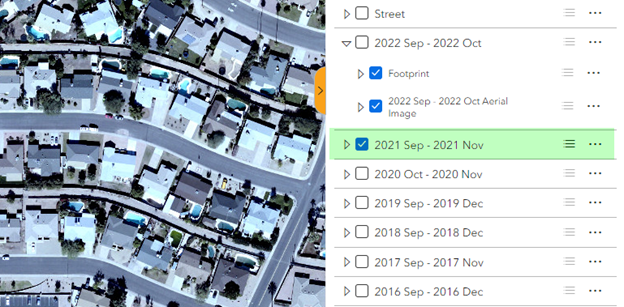 Street
2022 Sep - 2022 Oct
Footprint
2022 Sep - 2022 Oct Aerial
Image
2021 Sep - 2021 Nov
2020 Oct - 2020 Nov
2019 Sep - 2019 Dec
2018 Sep - 2018 Dec
2017 Sep - 2017 Nov
2016 Sep - 2016 Dec